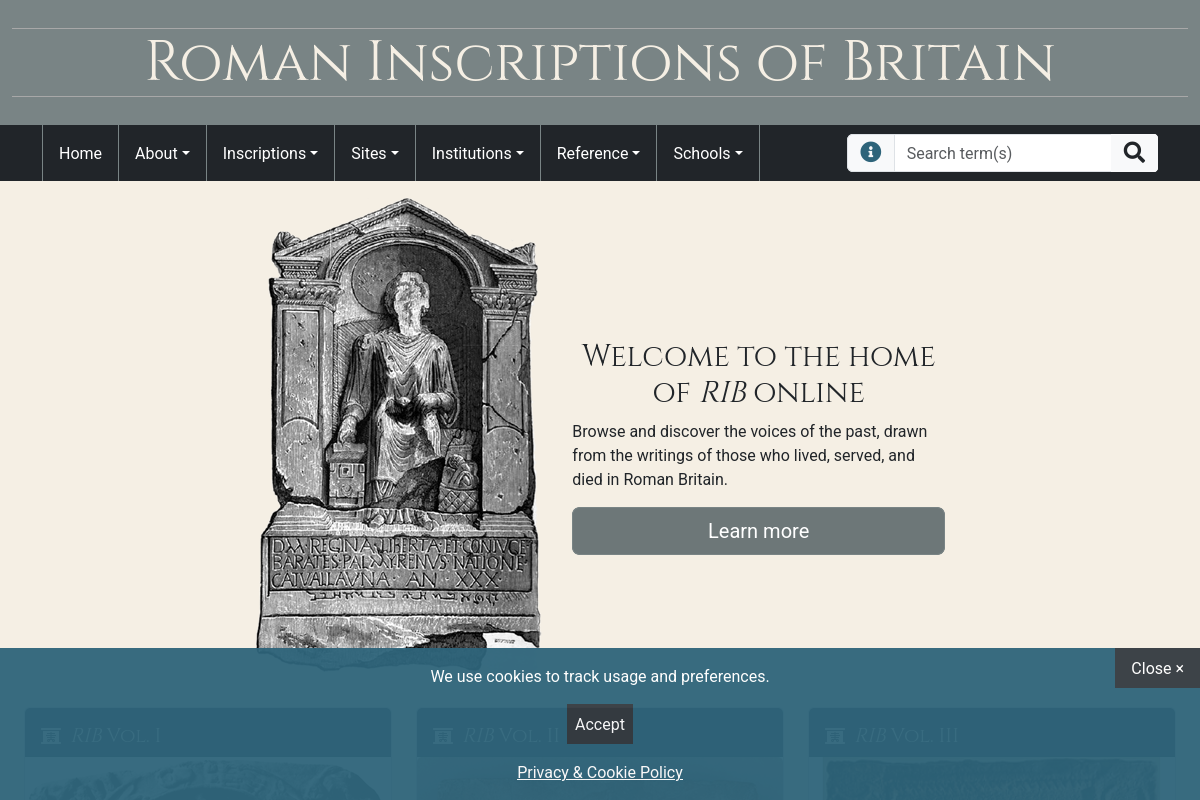 Roman Inscriptions of Britain
Home About Inscriptions Sites Institutions Reference Schools Search term(s)
Welcome to the home
of RIB online
Browse and discover the voices of the past, drawn
from the writings of those who lived, served, and
died in Roman Britain.
Learn more
D M REGINA LIBERTA ET CONIVGE
BARATES PALMYRENVS NATIONE
CATVALLAVNA AN XXX
Close ×
We use cookies to track usage and preferences.
Accept
RIB Vol. I RIB Vol. II RIB Vol. III
Privacy & Cookie Policy